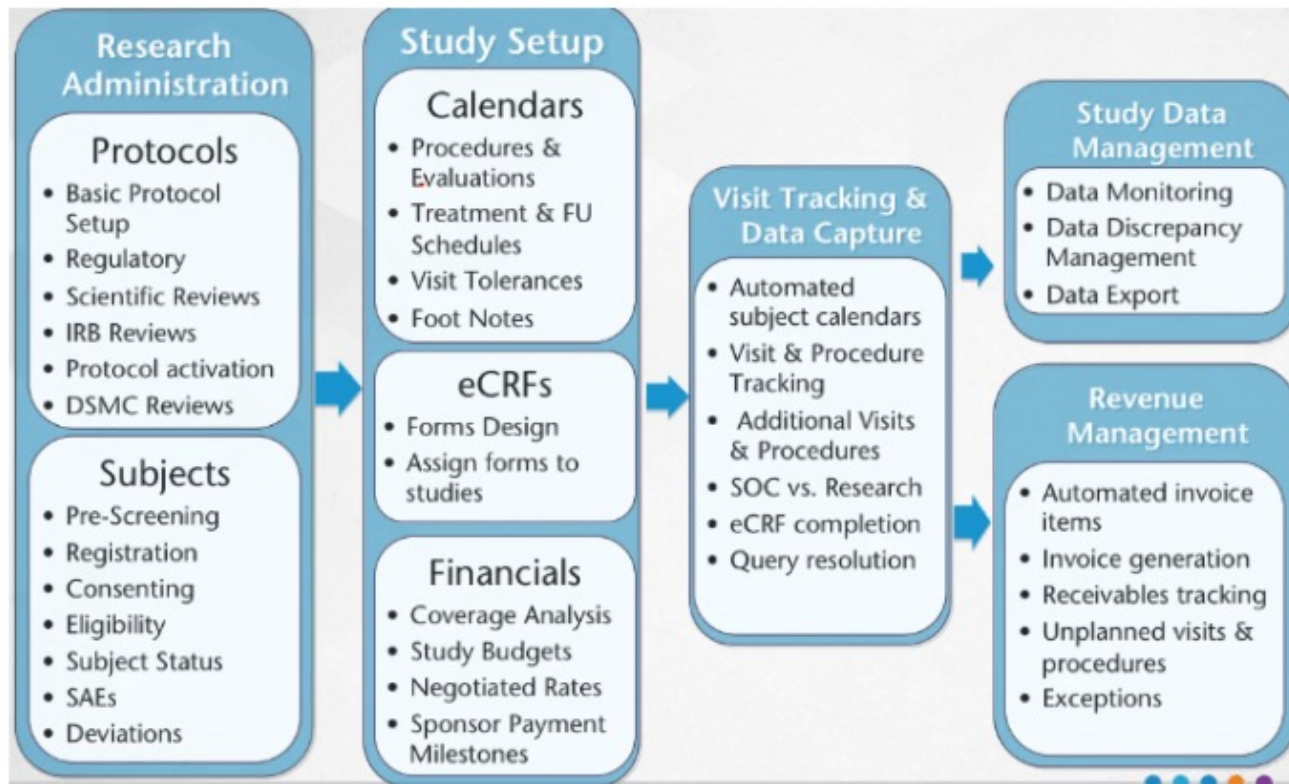 Research
Administration
Protocols
• Basic Protocol
Setup
• Regulatory
• Scientific Reviews
• IRB Reviews
• Protocol activation
• DSMC Reviews
Subjects
• Pre-Screening
• Registration
• Consenting
• Eligibility
• Subject Status
• SAEs
• Deviations
Study Setup
Calendars
• Procedures &
Evaluations
• Treatment & FU
Schedules
• Visit Tolerances
• Foot Notes
eCRFs
• Forms Design
• Assign forms to
studies
Financials
• Coverage Analysis
• Study Budgets
• Negotiated Rates
• Sponsor Payment
Milestones
Visit Tracking &
Data Capture
• Automated
subject calendars
• Visit & Procedure
Tracking
• Additional Visits
& Procedures
• SOC vs. Research
• eCRF completion
• Query resolution
Study Data
Management
• Data Monitoring
• Data Discrepancy
Management
• Data Export
Revenue
Management
• Automated invoice
items
• Invoice generation
• Receivables tracking
• Unplanned visits &
procedures
• Exceptions